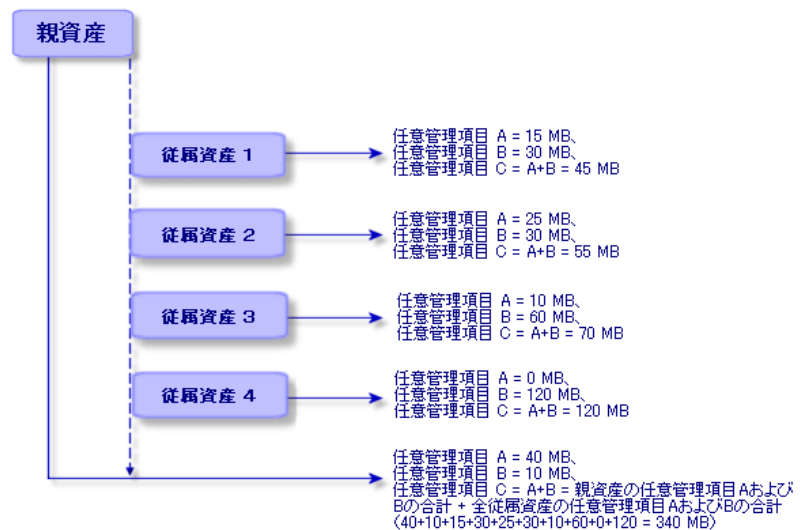 親資産
従属資産 1
任意管理項目 A = 15 MB、
任意管理項目 B = 30 MB、
任意管理項目 C = A+B = 45 MB
従属資産 2
任意管理項目 A = 25 MB、
任意管理項目 B = 30 MB、
任意管理項目 C = A+B = 55 MB
従属資産 3
任意管理項目 A = 10 MB、
任意管理項目 B = 60 MB、
任意管理項目 C = A+B = 70 MB
従属資産 4
任意管理項目 A = 0 MB、
任意管理項目 B = 120 MB、
任意管理項目 C = A+B = 120 MB
任意管理項目 A = 40 MB、
任意管理項目 B = 10 MB、
任意管理項目 C = A+B = 親資産の任意管理項目Aおよび
Bの合計 + 全従属資産の任意管理項目AおよびBの合計
(40+10+15+30+25+30+10+60+0+120 = 340 MB)